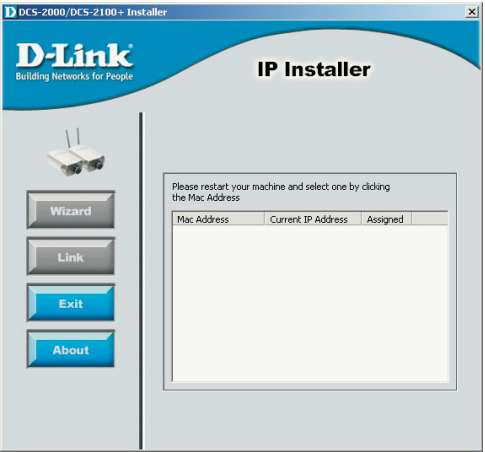 D DCS-2000/DCS-2100+ Installer
D-Link
Building Networks for People
IP Installer
Please restart your machine and select one by clicking
the Mac Address
Mac Address Current IP Address Assigned
Wizard
Link
Exit
About